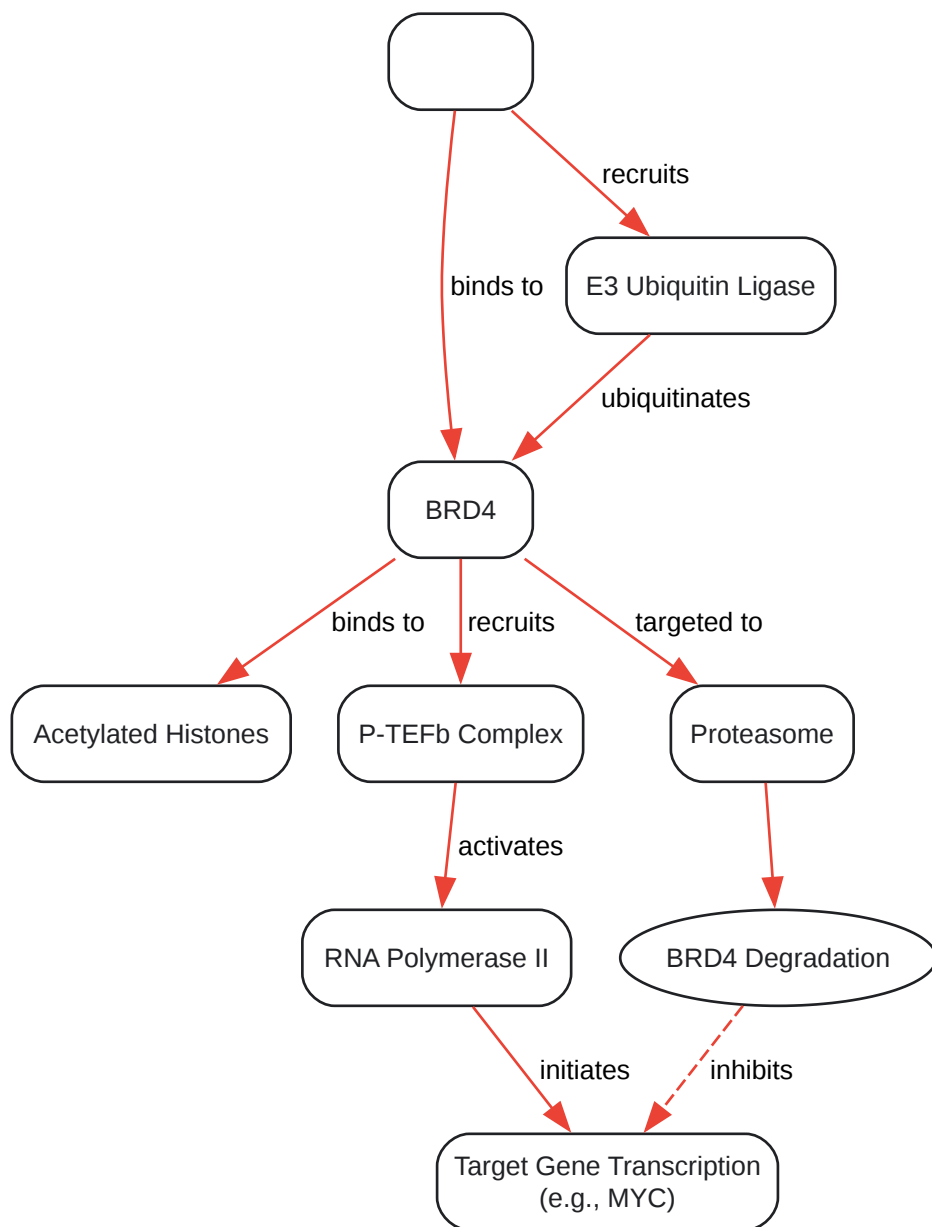 recruits
E3 Ubiquitin Ligase
binds to
ubiquitinates
BRD4
binds to
recruits
targeted to
Acetylated Histones
P-TEFb Complex
Proteasome
activates
RNA Polymerase II
BRD4 Degradation
initiates
inhibits
Target Gene Transcription
(e.g., MYC)